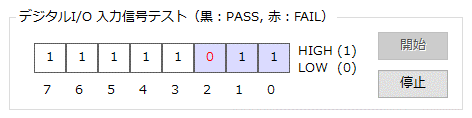 デジタルI/O 入力信号テスト（黒：PASS, 赤：FAIL）
1 1 1 1 1 0 1 1
HIGH (1)
LOW (0)
7 6 5 4 3 2 1 0
開始
停止